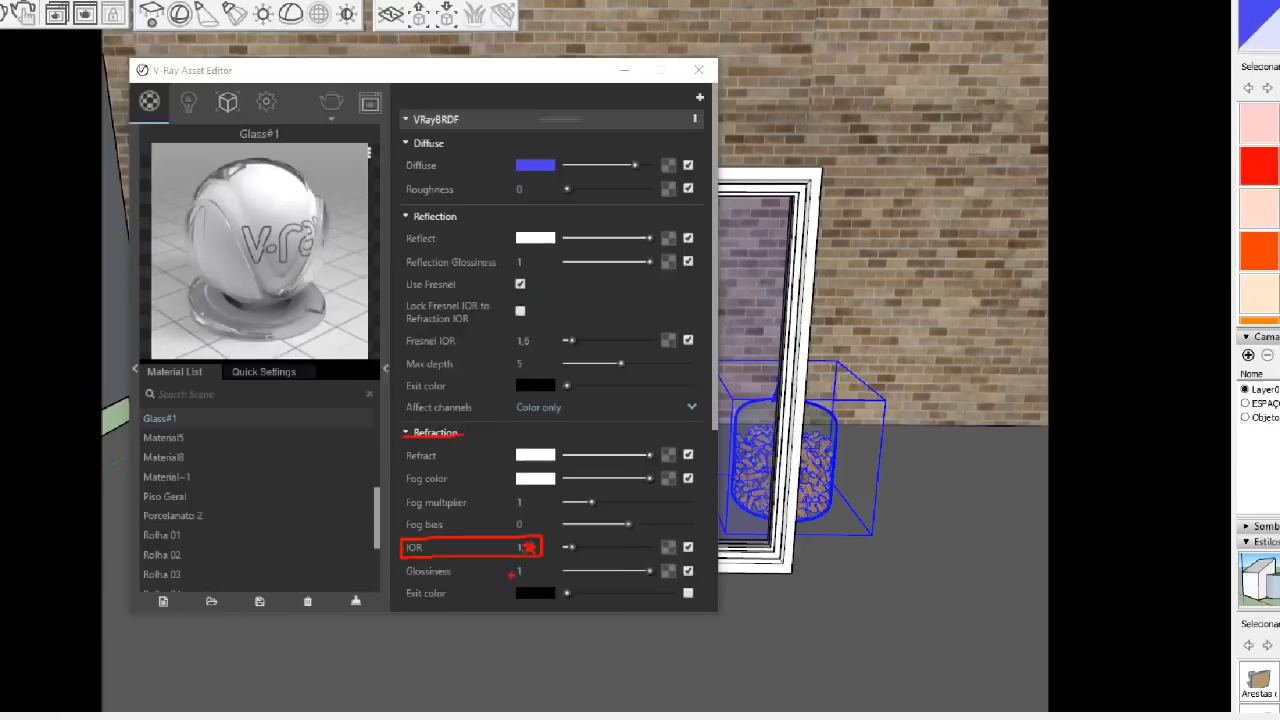 V-Ray Asset Editor
Selecionar
Glass#1
VRayBRDF
Diffuse
Diffuse
Roughness 0
Reflection
Reflect
Reflection Glossiness 1
Use Fresnel
Lock Fresnel IOR to
Refraction IOR
Fresnel IOR 1,6
Max depth 5
Exit color
Affect channels Color only
Refraction
Refract
Fog color
Fog multiplier 1
Fog bias 0
IOR
Glossiness 1
Exit color
Material List Quick Settings
Search Scene
Glass#1
Material5
Material8
Material~1
Piso Geral
Porcelanato 2
Rolha 01
Rolha 02
Rolha 03
Cama
Nome
Layer0
ESPAÇ
Objeto
Somb
Estilos
Selecionar
Arestas